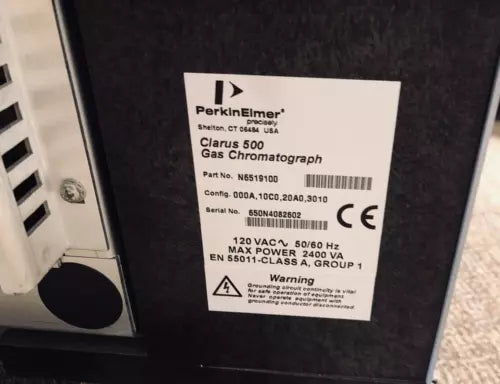 PerkinElmer®
precisely.
Shelton, CT 06484 USA
Clarus 500
Gas Chromatograph
Part No. N6519100
Config. 000A,10C0,20A0,3010
Serial No. 650N4082602
CE
120 VAC∿ 50/60 Hz
MAX POWER 2400 VA
EN 55011-CLASS A, GROUP 1
Warning
Grounding circuit continuity is vital
for safe operation of equipment.
Never operate equipment with
grounding conductor disconnected.